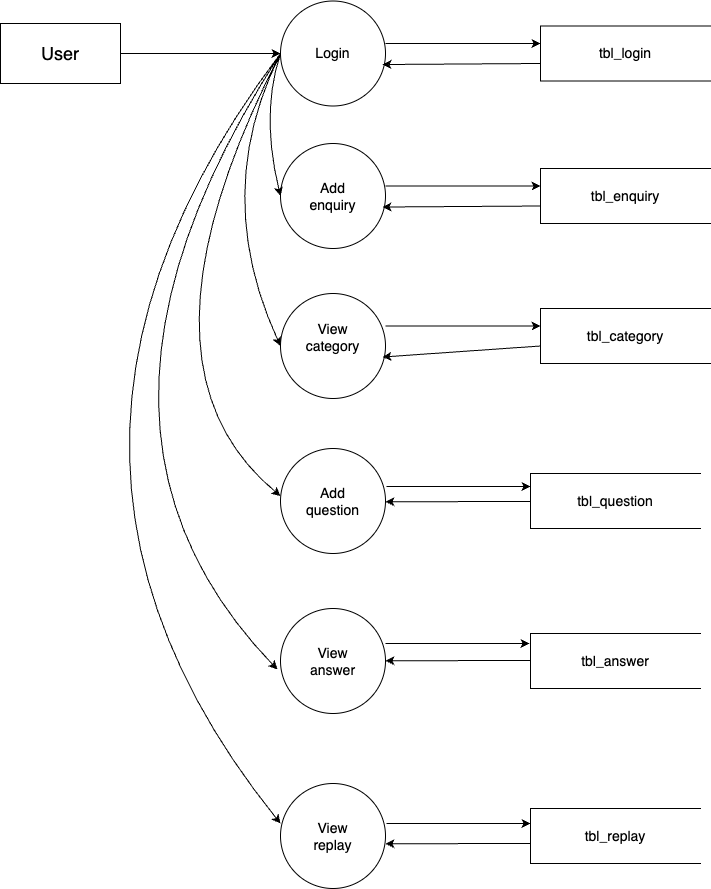 User
Login
tbl_login
Add
enquiry
tbl_enquiry
View
category
tbl_category
Add
question
tbl_question
View
answer
tbl_answer
View
replay
tbl_replay